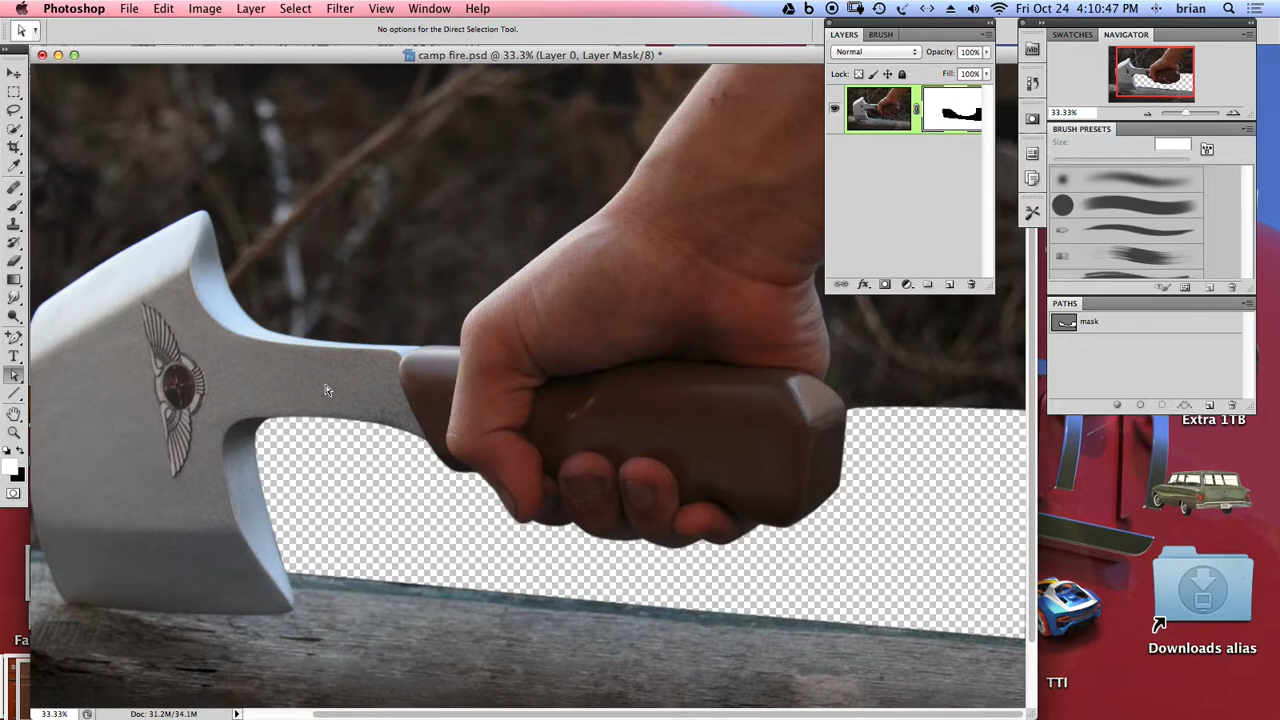 Photoshop File Edit Image Layer Select Filter View Window Help
Fri Oct 24 4:10:47 PM brian
No options for the Direct Selection Tool.
camp fire.psd @ 33.3% (Layer 0, Layer Mask/8) *
LAYERS BRUSH
Normal Opacity: 100%
Lock: Fill: 100%
SWATCHES NAVIGATOR
33.33%
BRUSH PRESETS
Size:
PATHS
mask
Extra 1TB
Downloads alias
TTI
Fa
33.33% Doc: 31.2M/34.1M